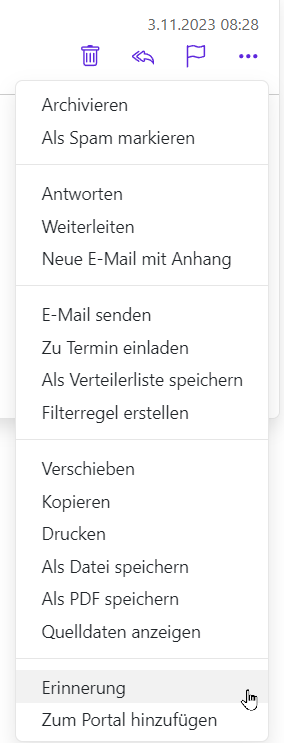 3.11.2023 08:28
Archivieren
Als Spam markieren
Antworten
Weiterleiten
Neue E-Mail mit Anhang
E-Mail senden
Zu Termin einladen
Als Verteilerliste speichern
Filterregel erstellen
Verschieben
Kopieren
Drucken
Als Datei speichern
Als PDF speichern
Quelldaten anzeigen
Erinnerung
Zum Portal hinzufügen